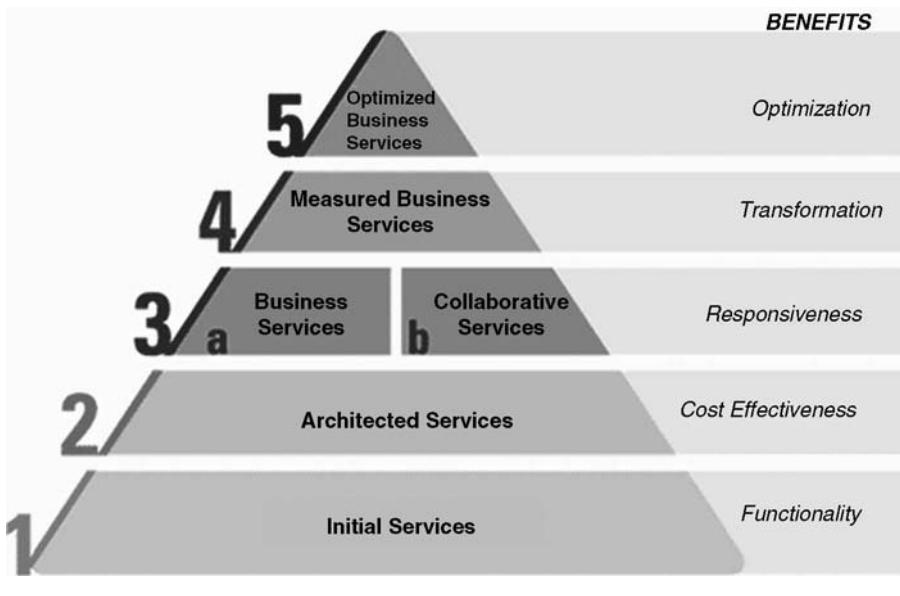 BENEFITS
5
Optimized
Business
Services
Optimization
4
Measured Business
Services
Transformation
3
a
Business
Services
b
Collaborative
Services
Responsiveness
2
Architected Services
Cost Effectiveness
1
Initial Services
Functionality